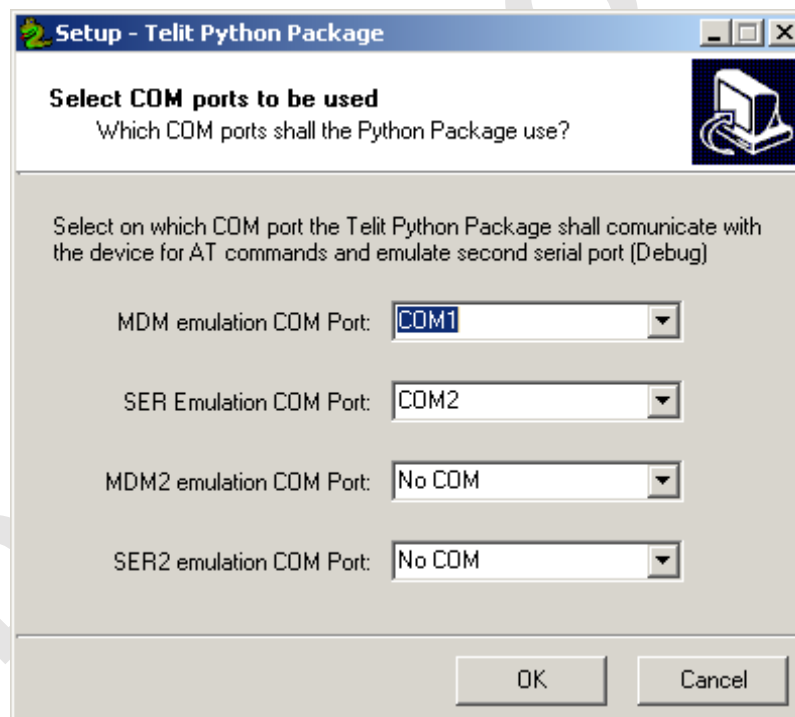 Setup - Telit Python Package
Select COM ports to be used
Which COM ports shall the Python Package use?
Select on which COM port the Telit Python Package shall comunicate with
the device for AT commands and emulate second serial port (Debug)
MDM emulation COM Port: COM1
SER Emulation COM Port: COM2
MDM2 emulation COM Port: No COM
SER2 emulation COM Port: No COM
OK Cancel